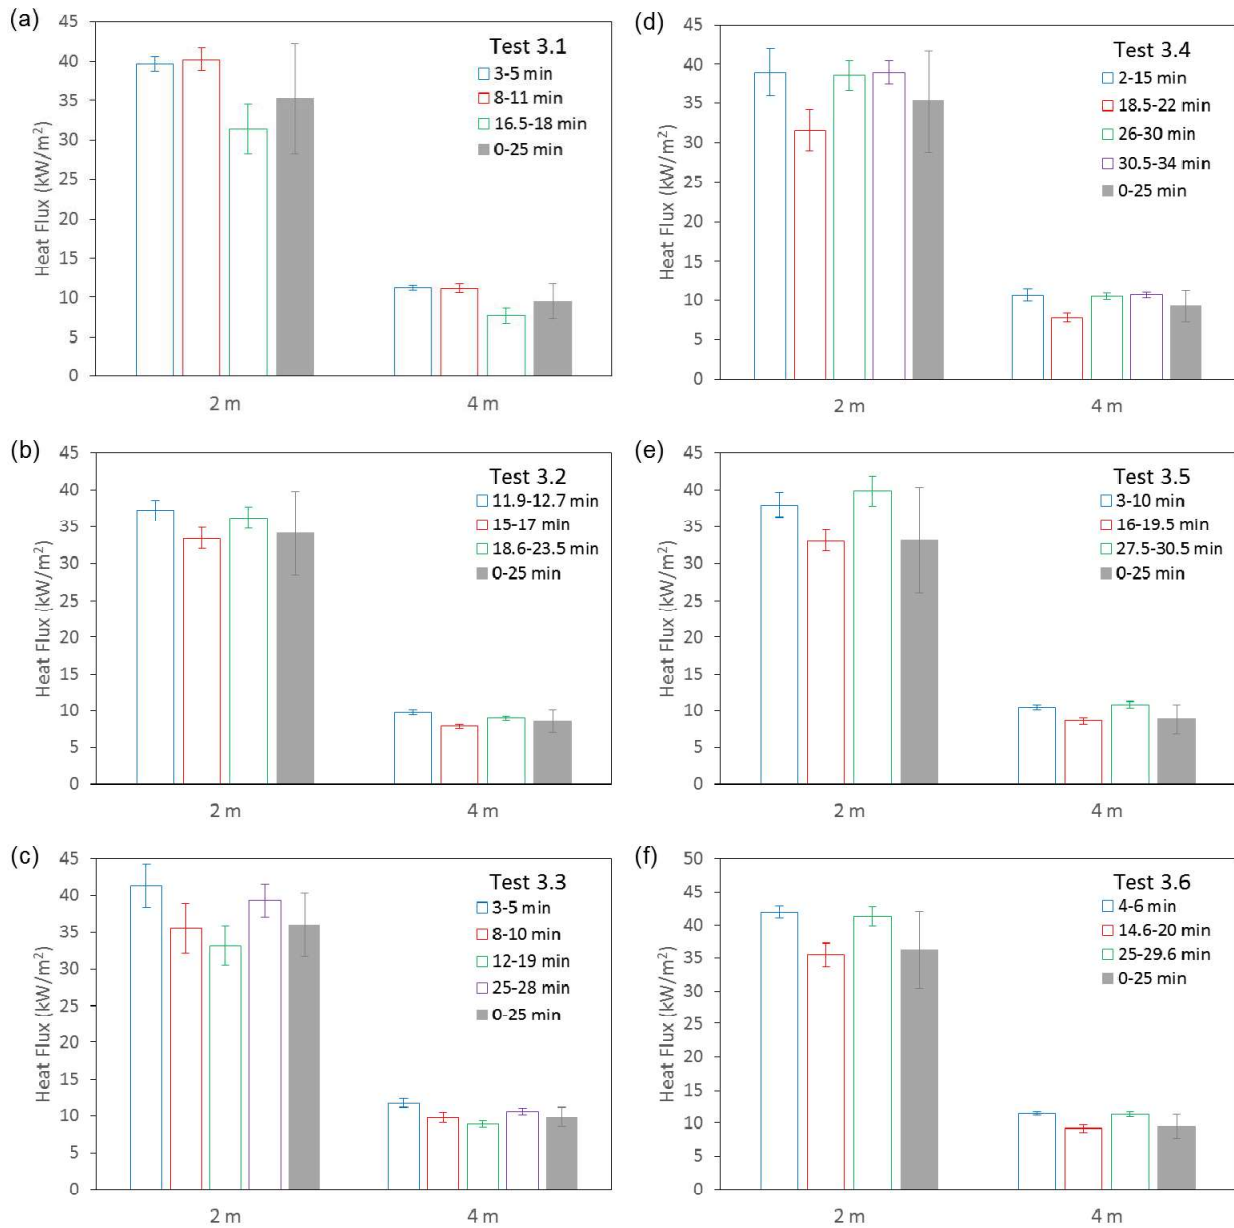 (a)
Heat Flux (kW/m²)
45
40
35
30
25
20
15
10
5
0
Test 3.1
3-5 min
8-11 min
16.5-18 min
0-25 min
2 m
4 m
(b)
Heat Flux (kW/m²)
45
40
35
30
25
20
15
10
5
0
Test 3.2
11.9-12.7 min
15-17 min
18.6-23.5 min
0-25 min
2 m
4 m
(c)
Heat Flux (kW/m²)
45
40
35
30
25
20
15
10
5
0
Test 3.3
3-5 min
8-10 min
12-19 min
25-28 min
0-25 min
2 m
4 m
(d)
Heat Flux (kW/m²)
45
40
35
30
25
20
15
10
5
0
Test 3.4
2-15 min
18.5-22 min
26-30 min
30.5-34 min
0-25 min
2 m
4 m
(e)
Heat Flux (kW/m²)
45
40
35
30
25
20
15
10
5
0
Test 3.5
3-10 min
16-19.5 min
27.5-30.5 min
0-25 min
2 m
4 m
(f)
Heat Flux (kW/m²)
50
45
40
35
30
25
20
15
10
5
0
Test 3.6
4-6 min
14.6-20 min
25-29.6 min
0-25 min
2 m
4 m